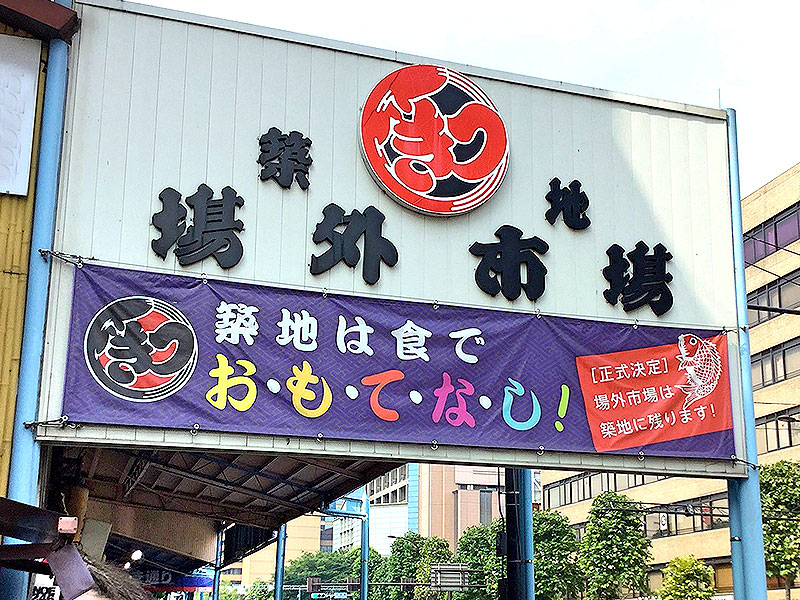 築地
場外市場
築地は食で
お・も・て・な・し!
[正式決定]
場外市場は
築地に残ります!